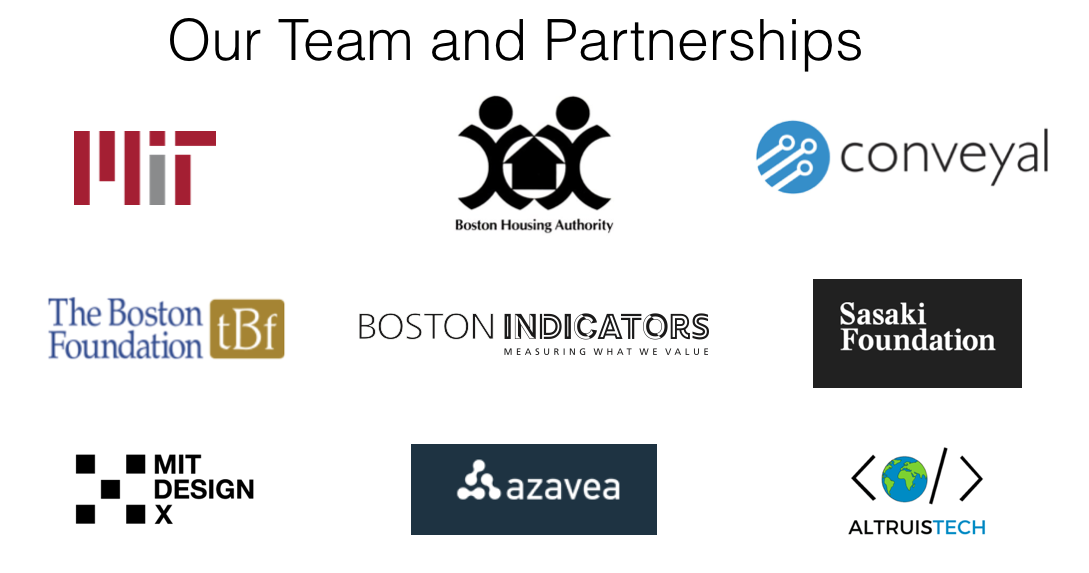 Our Team and Partnerships
MIT
Boston Housing Authority
conveyal
The Boston
Foundation
tBf
BOSTON INDICATORS
MEASURING WHAT WE VALUE
Sasaki
Foundation
MIT
DESIGN
X
azavea
ALTRUISTECH